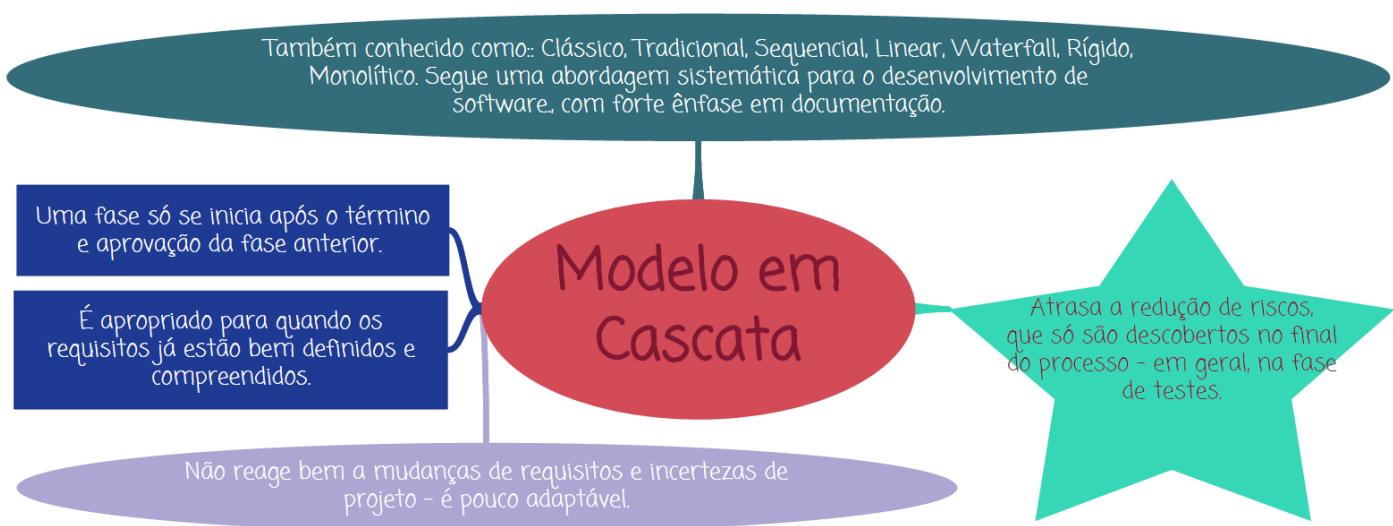 Também conhecido como:: Clássico, Tradicional, Sequencial, Linear, Waterfall, Rígido,
Monolítico. Segue uma abordagem sistemática para o desenvolvimento de
software., com forte ênfase em documentação.
Uma fase só se inicia após o término
e aprovação da fase anterior.
É apropriado para quando os
requisitos já estão bem definidos e
compreendidos.
Modelo em
Cascata
Atrasa a redução de riscos,
que só são descobertos no final
do processo - em geral, na fase
de testes.
Não reage bem a mudanças de requisitos e incertezas de
projeto - é pouco adaptável.